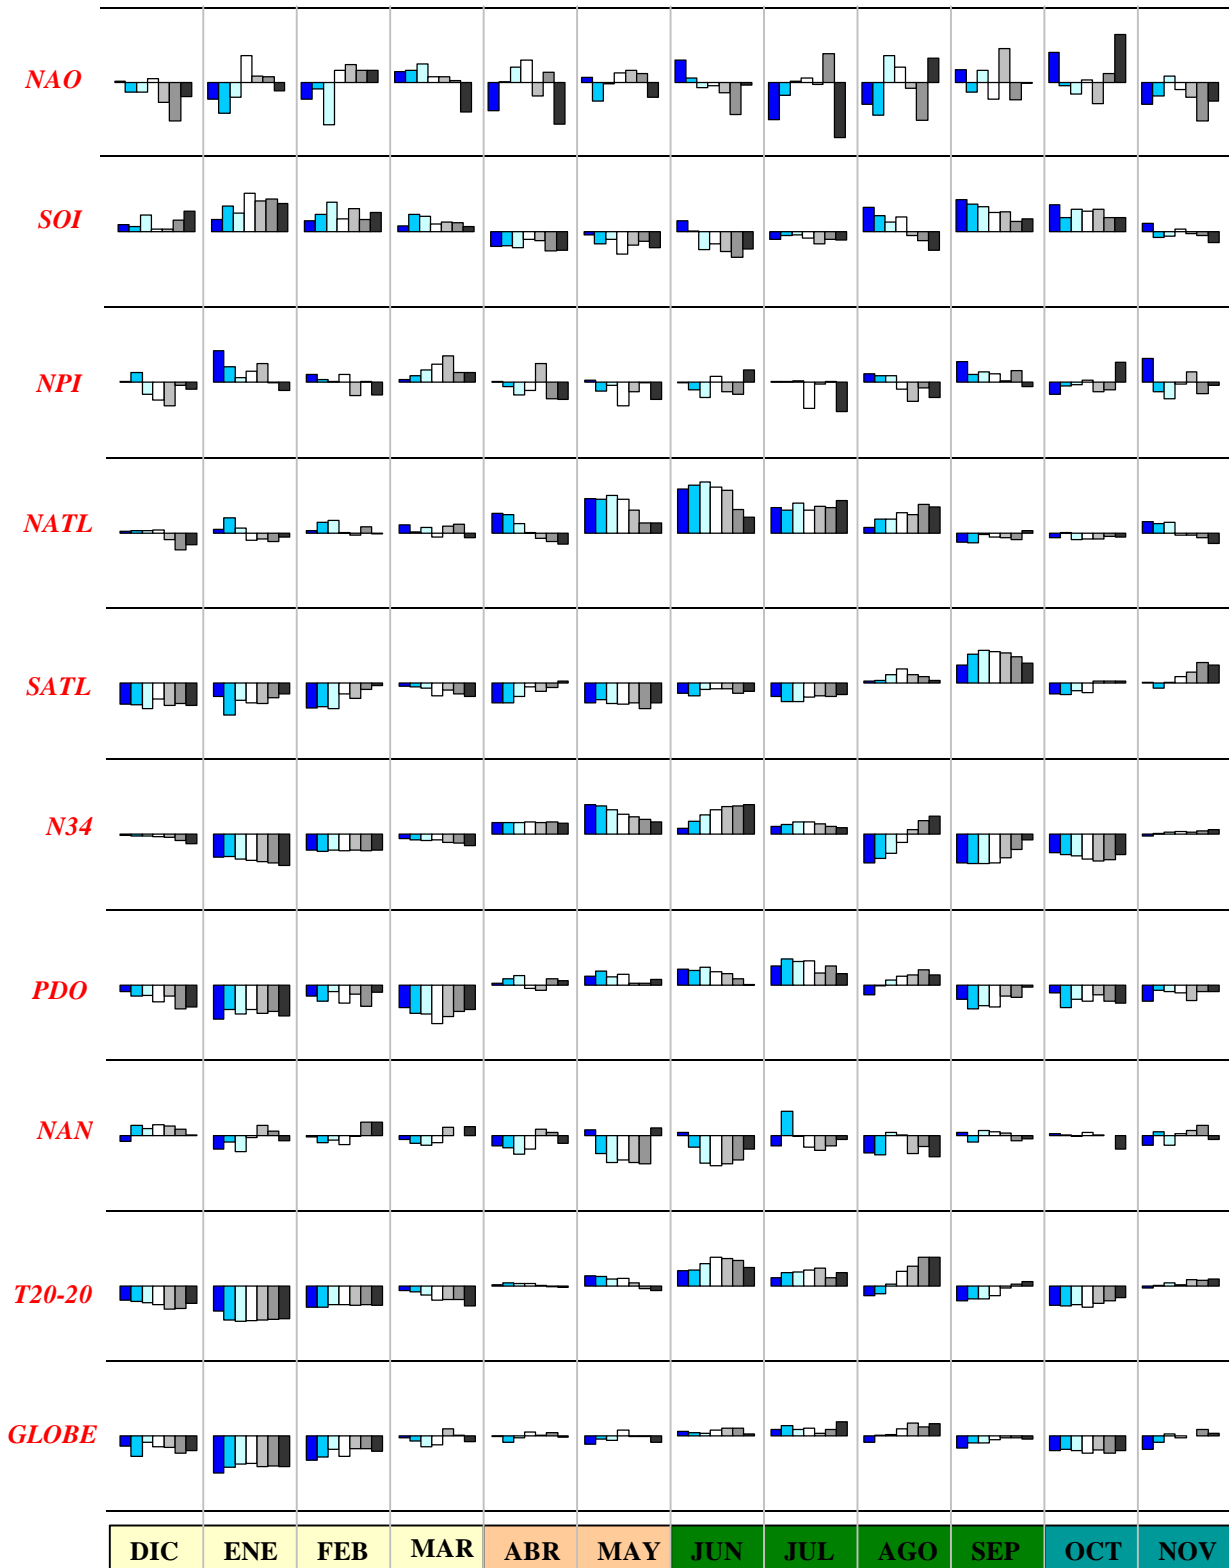 NAO
SOI
NPI
NATL
SATL
N34
PDO
NAN
T20-20
GLOBE
DIC ENE FEB MAR ABR MAY JUN JUL AGO SEP OCT NOV